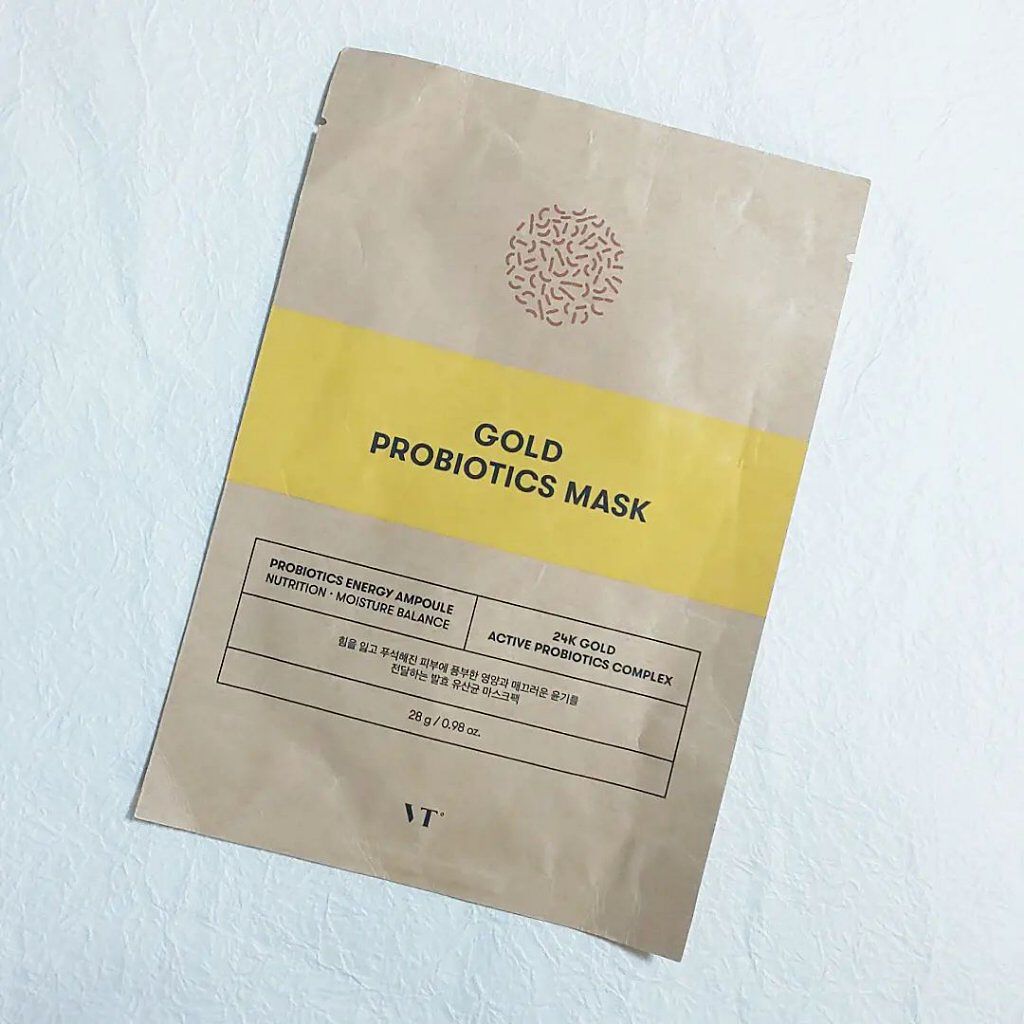 GOLD
PROBIOTICS MASK
PROBIOTICS ENERGY AMPOULE
NUTRITION · MOISTURE BALANCE
24K GOLD
ACTIVE PROBIOTICS COMPLEX
힘을 잃고 푸석해진 피부에 풍부한 영양과 매끄러운 윤기를
전달하는 발효 유산균 마스크팩
28 g / 0.98 oz.
VT